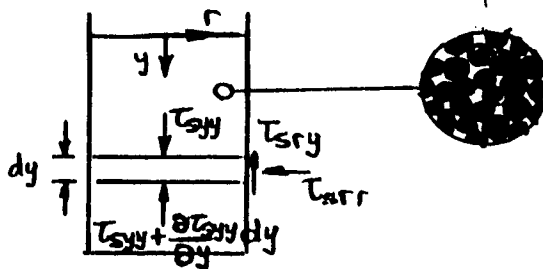 r
y
τsyy
τsry
dy
τsrr
τsyy + ∂τsyy/∂y dy